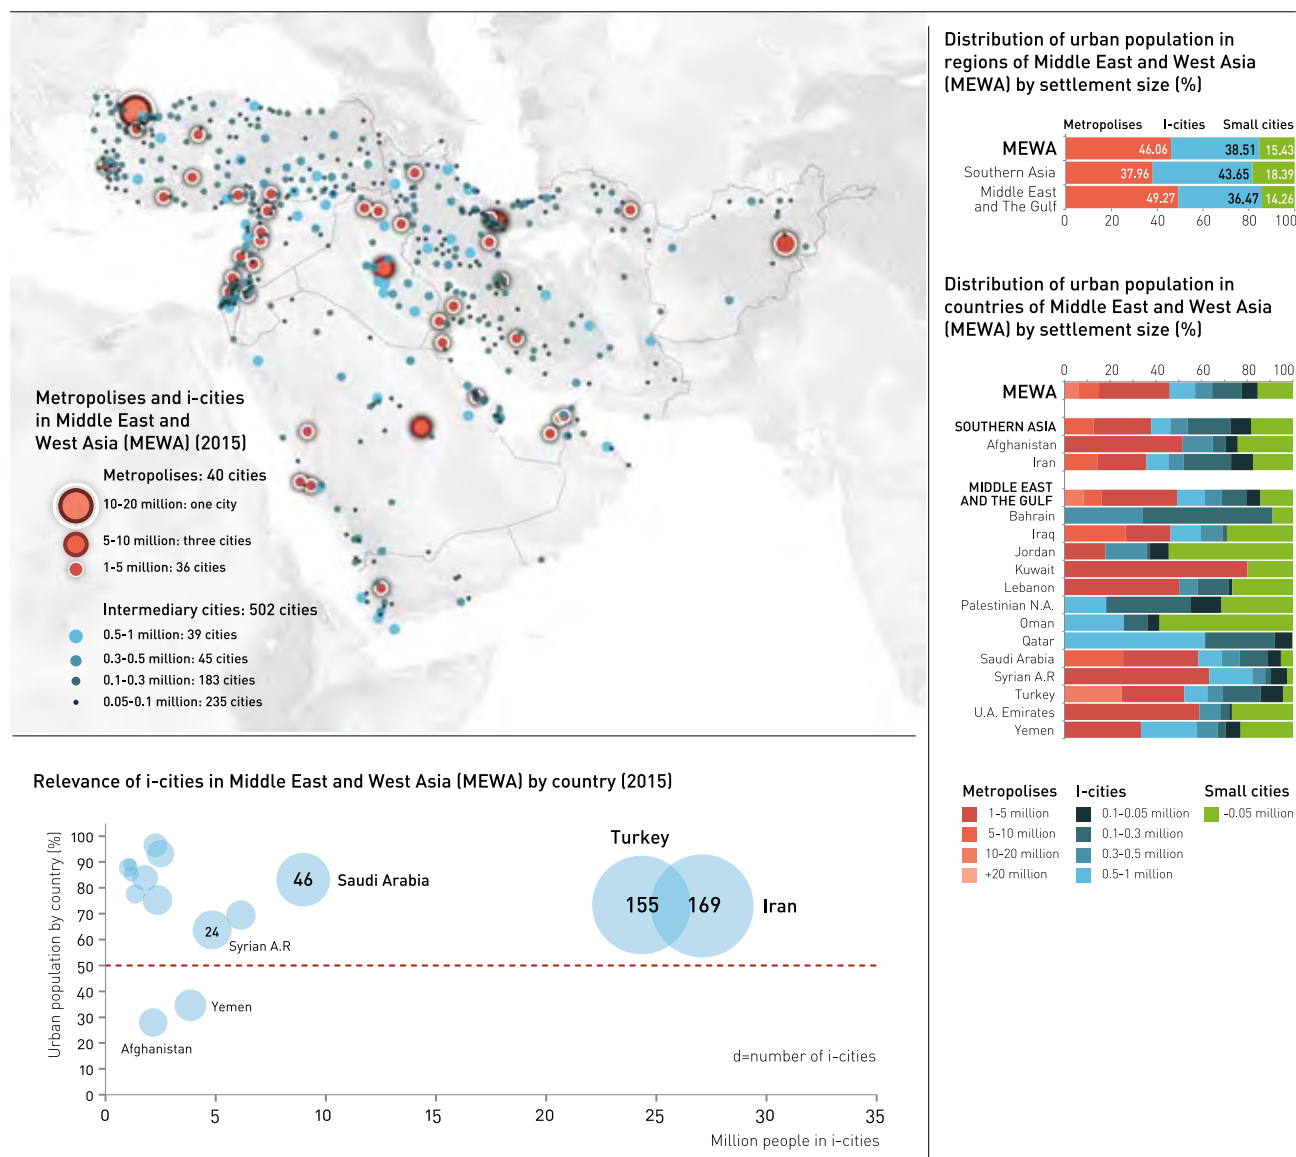 Metropolises and i-cities
in Middle East and
West Asia (MEWA) (2015)
Metropolises: 40 cities
10-20 million: one city
5-10 million: three cities
1-5 million: 36 cities
Intermediary cities: 502 cities
0.5-1 million: 39 cities
0.3-0.5 million: 45 cities
0.1-0.3 million: 183 cities
0.05-0.1 million: 235 cities
Distribution of urban population in
regions of Middle East and West Asia
(MEWA) by settlement size (%)
Metropolises I-cities Small cities
MEWA 46.06 38.51 15.43
Southern Asia 37.96 43.65 18.39
Middle East
and The Gulf 49.27 36.47 14.26
0 20 40 60 80 100
Distribution of urban population in
countries of Middle East and West Asia
(MEWA) by settlement size (%)
0 20 40 60 80 100
MEWA
SOUTHERN ASIA
Afghanistan
Iran
MIDDLE EAST
AND THE GULF
Bahrain
Iraq
Jordan
Kuwait
Lebanon
Palestinian N.A.
Oman
Qatar
Saudi Arabia
Syrian A.R
Turkey
U.A. Emirates
Yemen
Metropolises I-cities Small cities
1-5 million 0.1-0.05 million -0.05 million
5-10 million 0.1-0.3 million
10-20 million 0.3-0.5 million
+20 million 0.5-1 million
Relevance of i-cities in Middle East and West Asia (MEWA) by country (2015)
Urban population by country (%)
100
90
80
70
60
50
40
30
20
10
0
Turkey
46 Saudi Arabia
155 169 Iran
24
Syrian A.R
Yemen
Afghanistan
d=number of i-cities
0 5 10 15 20 25 30 35
Million people in i-cities